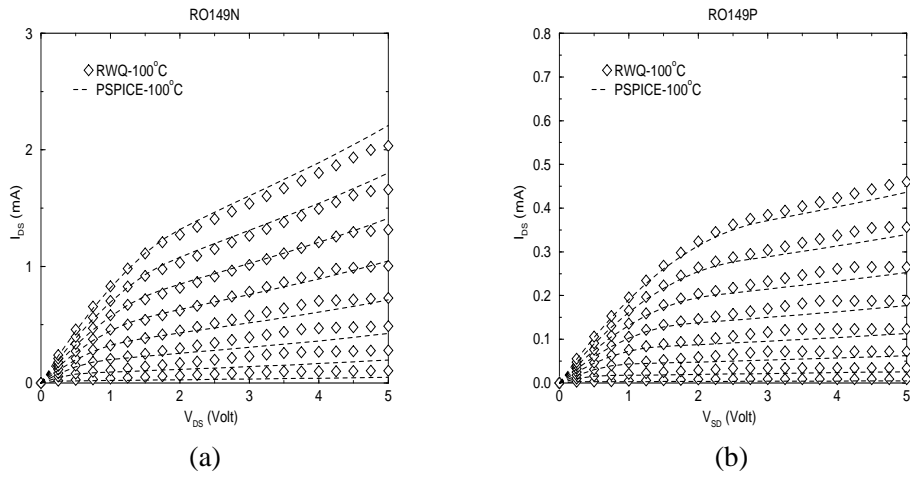 RO149N
3
2
1
0
0
1
2
3
4
5
I_DS (mA)
V_DS (Volt)
RWQ-100°C
PSPICE-100°C
(a)
RO149P
0.8
0.7
0.6
0.5
0.4
0.3
0.2
0.1
0.0
0
1
2
3
4
5
I_DS (mA)
V_SD (Volt)
RWQ-100°C
PSPICE-100°C
(b)